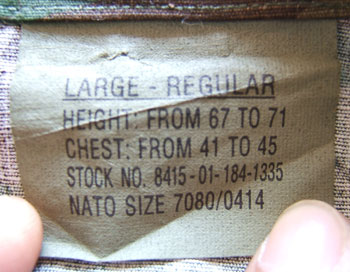 LARGE - REGULAR
HEIGHT: FROM 67 TO 71
CHEST: FROM 41 TO 45
STOCK NO. 8415-01-184-1335
NATO SIZE 7080/0414